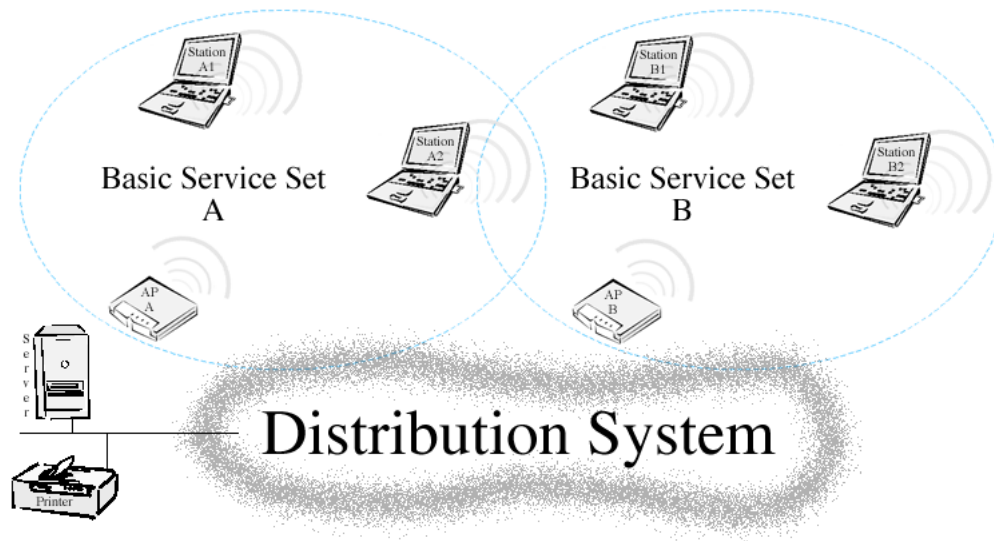 Station
A1
Station
B1
Station
A2
Station
B2
Basic Service Set
A
Basic Service Set
B
AP
A
AP
B
Server
Distribution System
Printer